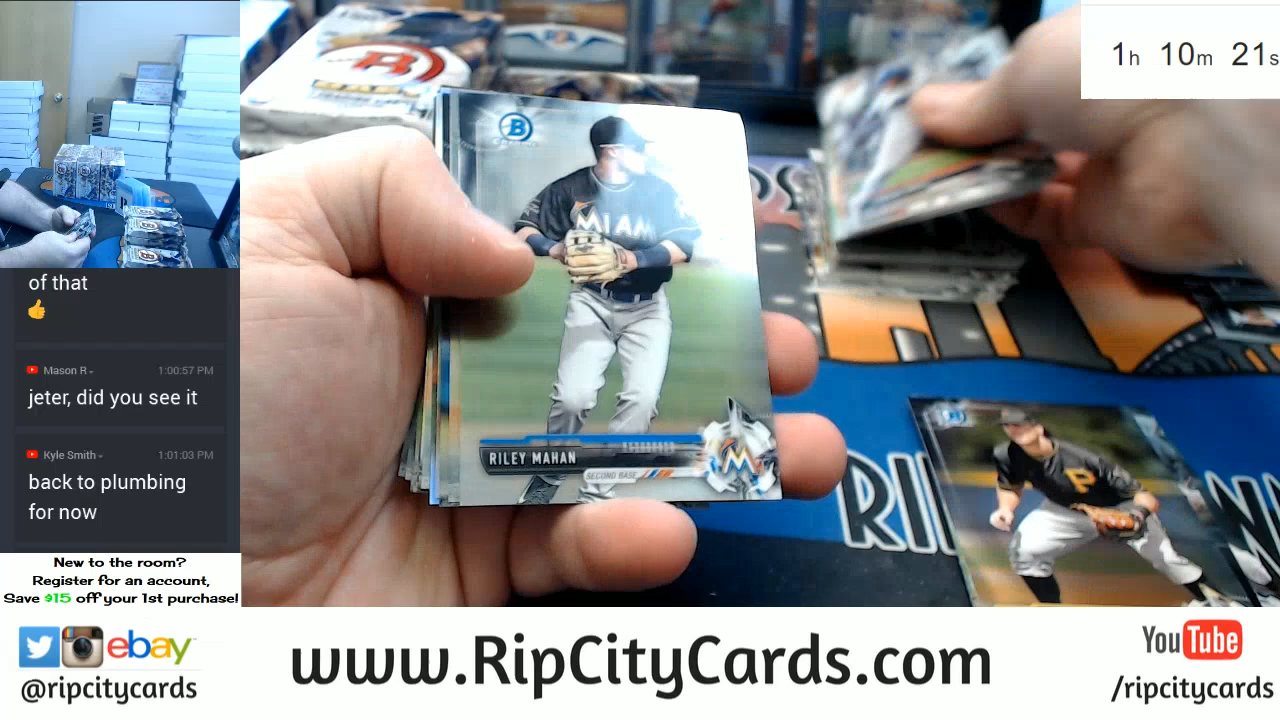 1h 10m 21s
of that
👍
Mason R
1:00:57 PM
jeter, did you see it
Kyle Smith
1:01:03 PM
back to plumbing
for now
New to the room?
Register for an account,
Save $15 off your 1st purchase!
B
MIAMI
RILEY MAHAN
SECOND BASE
M
P
RI
ebay
@ripcitycards
www.RipCityCards.com
YouTube
/ripcitycards